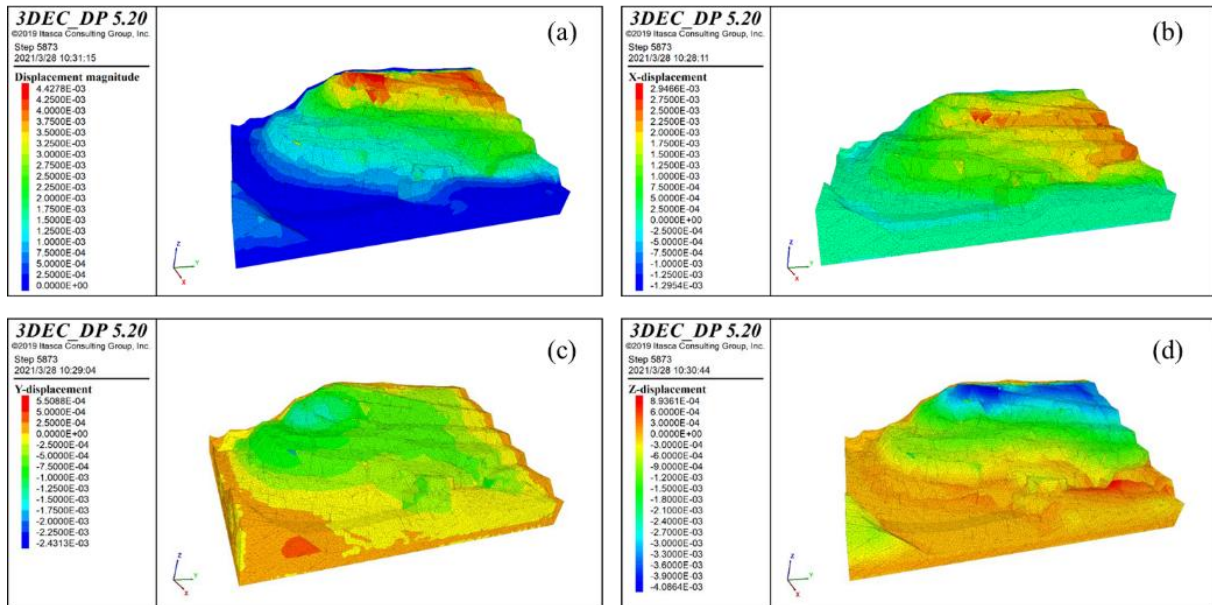 3DEC_DP 5.20
©2019 Itasca Consulting Group, Inc.
Step 5873
2021/3/28 10:31:15
Displacement magnitude
4.4278E-03
4.2500E-03
4.0000E-03
3.7500E-03
3.5000E-03
3.2500E-03
3.0000E-03
2.7500E-03
2.5000E-03
2.2500E-03
2.0000E-03
1.7500E-03
1.5000E-03
1.2500E-03
1.0000E-03
7.5000E-04
5.0000E-04
2.5000E-04
0.0000E+00
(a)
Z
Y
X
3DEC_DP 5.20
©2019 Itasca Consulting Group, Inc.
Step 5873
2021/3/28 10:28:11
X-displacement
2.9466E-03
2.7500E-03
2.5000E-03
2.2500E-03
2.0000E-03
1.7500E-03
1.5000E-03
1.2500E-03
1.0000E-03
7.5000E-04
5.0000E-04
2.5000E-04
0.0000E+00
-2.5000E-04
-5.0000E-04
-7.5000E-04
-1.0000E-03
-1.2500E-03
-1.2954E-03
(b)
Z
Y
X
3DEC_DP 5.20
©2019 Itasca Consulting Group, Inc.
Step 5873
2021/3/28 10:29:04
Y-displacement
5.5088E-04
5.0000E-04
2.5000E-04
0.0000E+00
-2.5000E-04
-5.0000E-04
-7.5000E-04
-1.0000E-03
-1.2500E-03
-1.5000E-03
-1.7500E-03
-2.0000E-03
-2.2500E-03
-2.4313E-03
(c)
Z
Y
X
3DEC_DP 5.20
©2019 Itasca Consulting Group, Inc.
Step 5873
2021/3/28 10:30:44
Z-displacement
8.9361E-04
6.0000E-04
3.0000E-04
0.0000E+00
-3.0000E-04
-6.0000E-04
-9.0000E-04
-1.2000E-03
-1.5000E-03
-1.8000E-03
-2.1000E-03
-2.4000E-03
-2.7000E-03
-3.0000E-03
-3.3000E-03
-3.6000E-03
-3.9000E-03
-4.0864E-03
(d)
Z
Y
X